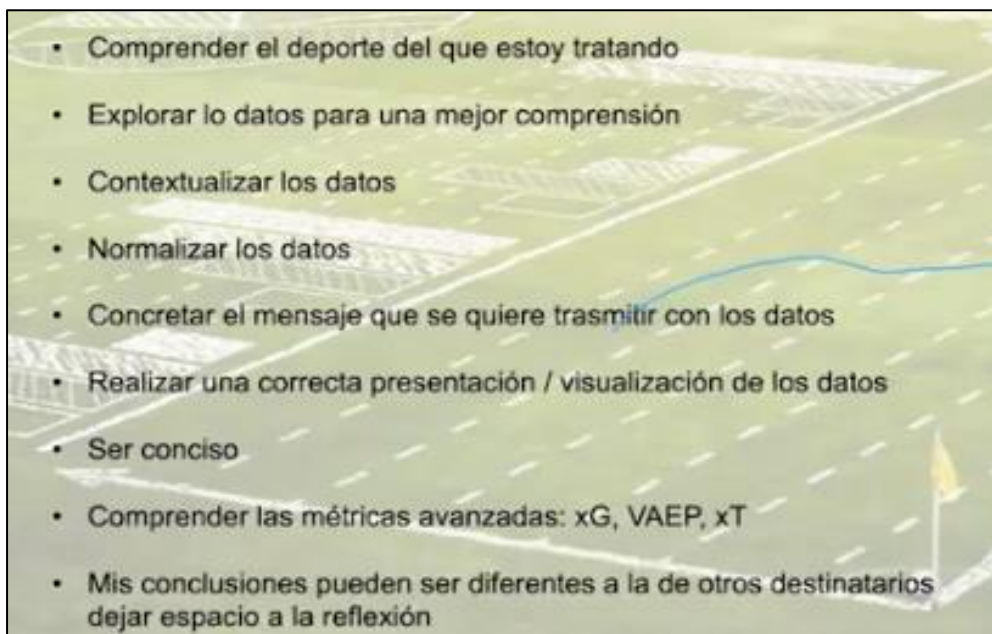 • Comprender el deporte del que estoy tratando
• Explorar lo datos para una mejor comprensión
• Contextualizar los datos
• Normalizar los datos
• Concretar el mensaje que se quiere trasmitir con los datos
• Realizar una correcta presentación / visualización de los datos
• Ser conciso
• Comprender las métricas avanzadas: xG, VAEP, xT
• Mis conclusiones pueden ser diferentes a la de otros destinatarios
dejar espacio a la reflexión